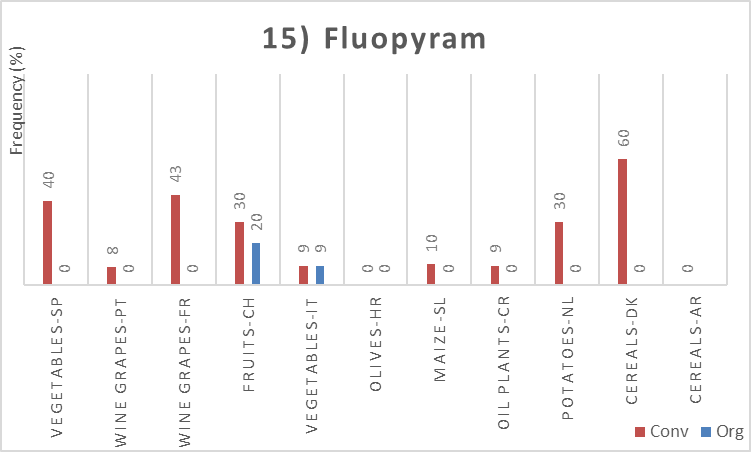 15) Fluopyram
Frequency (%)
40
0
8
0
43
0
30
20
9
9
0
0
10
0
9
0
30
0
60
0
0
VEGETABLES-SP
WINE GRAPES-PT
WINE GRAPES-FR
FRUITS-CH
VEGETABLES-IT
OLIVES-HR
MAIZE-SL
OIL PLANTS-CR
POTATOES-NL
CEREALS-DK
CEREALS-AR
Conv Org